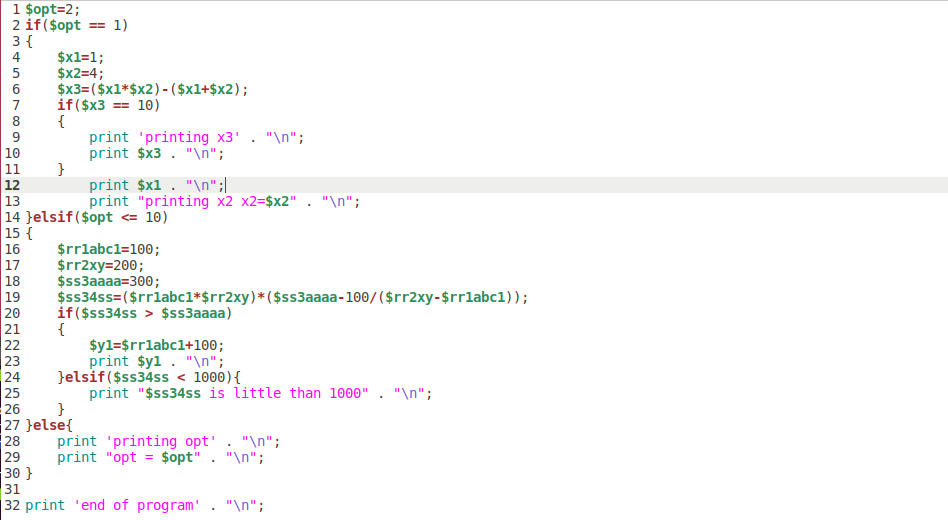 1 $opt=2;
2 if($opt == 1)
3 {
4     $x1=1;
5     $x2=4;
6     $x3=($x1*$x2)-($x1+$x2);
7     if($x3 == 10)
8     {
9         print 'printing x3' . "\n";
10         print $x3 . "\n";
11     }
12         print $x1 . "\n";
13         print "printing x2 x2=$x2" . "\n";
14 }elsif($opt <= 10)
15 {
16     $rr1abc1=100;
17     $rr2xy=200;
18     $ss3aaaa=300;
19     $ss34ss=($rr1abc1*$rr2xy)*($ss3aaaa-100/($rr2xy-$rr1abc1));
20     if($ss34ss > $ss3aaaa)
21     {
22         $y1=$rr1abc1+100;
23         print $y1 . "\n";
24     }elsif($ss34ss < 1000){
25         print "$ss34ss is little than 1000" . "\n";
26     }
27 }else{
28     print 'printing opt' . "\n";
29     print "opt = $opt" . "\n";
30 }
31
32 print 'end of program' . "\n";